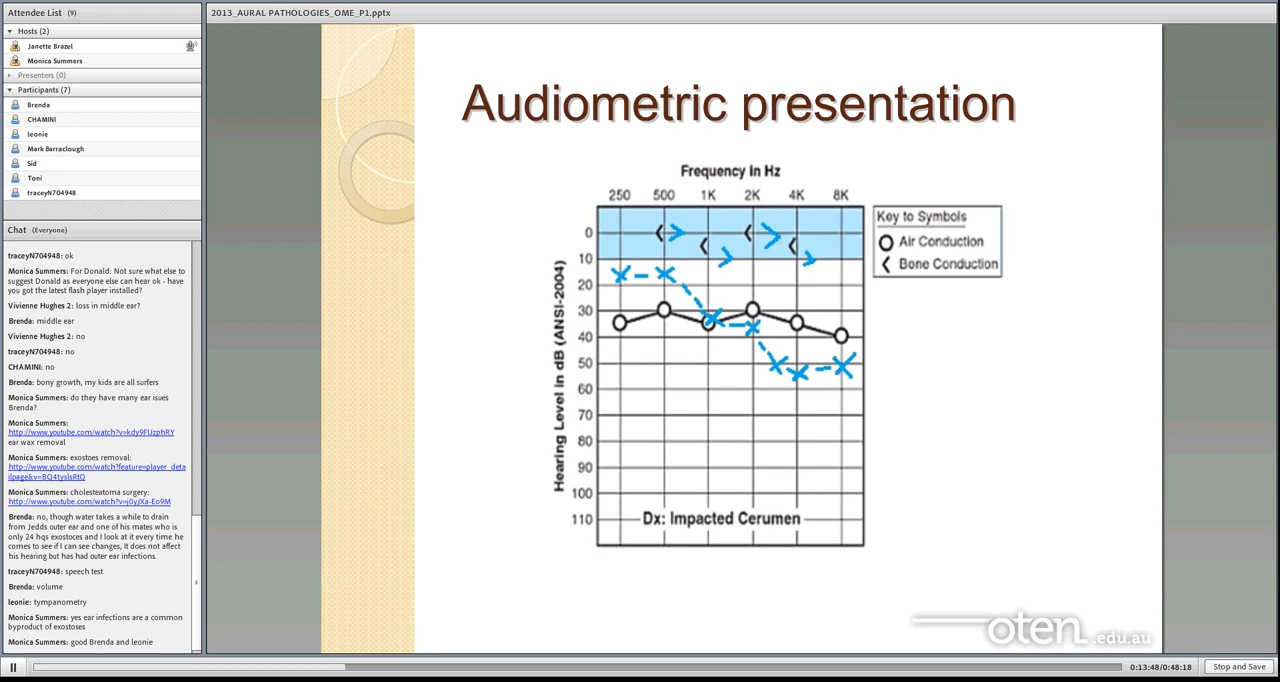 Attendee List (9)
Hosts (2)
Janette Brazel
Monica Summers
Presenters (0)
Participants (7)
Brenda
CHAMINI
leonie
Mark Barraclough
Sid
Toni
traceyN704948
Chat (Everyone)
traceyN704948: ok
Monica Summers: For Donald: Not sure what else to
suggest Donald as everyone else can hear ok - have
you got the latest flash player installed?
Vivienne Hughes 2: loss in middle ear?
Brenda: middle ear
Vivienne Hughes 2: no
traceyN704948: no
CHAMINI: no
Brenda: bony growth, my kids are all surfers
Monica Summers: do they have many ear isues
Brenda?
Monica Summers:
http://www.youtube.com/watch?v=kdy9FUzphRY
ear wax removal
Monica Summers: exostoes removal:
http://www.youtube.com/watch?feature=player_deta
ilpage&v=BQ4tyslsRtQ
Monica Summers: cholesteatoma surgery:
http://www.youtube.com/watch?v=j0yJXa-Eo9M
Brenda: no, though water takes a while to drain
from Jedds outer ear and one of his mates who is
only 24 hqs exostoces and I look at it every time he
comes to see if I can see changes, It does not affect
his hearing but has had outer ear infections.
traceyN704948: speech test
Brenda: volume
leonie: tympanometry
Monica Summers: yes ear infections are a common
byproduct of exostoses
Monica Summers: good Brenda and leonie
2013_AURAL PATHOLOGIES_OME_P1.pptx
Audiometric presentation
Frequency in Hz
250 500 1K 2K 4K 8K
Hearing Level in dB (ANSI-2004)
0
10
20
30
40
50
60
70
80
90
100
110
Dx: Impacted Cerumen
Key to Symbols
Air Conduction
Bone Conduction
oten.edu.au
0:13:48/0:48:18
Stop and Save